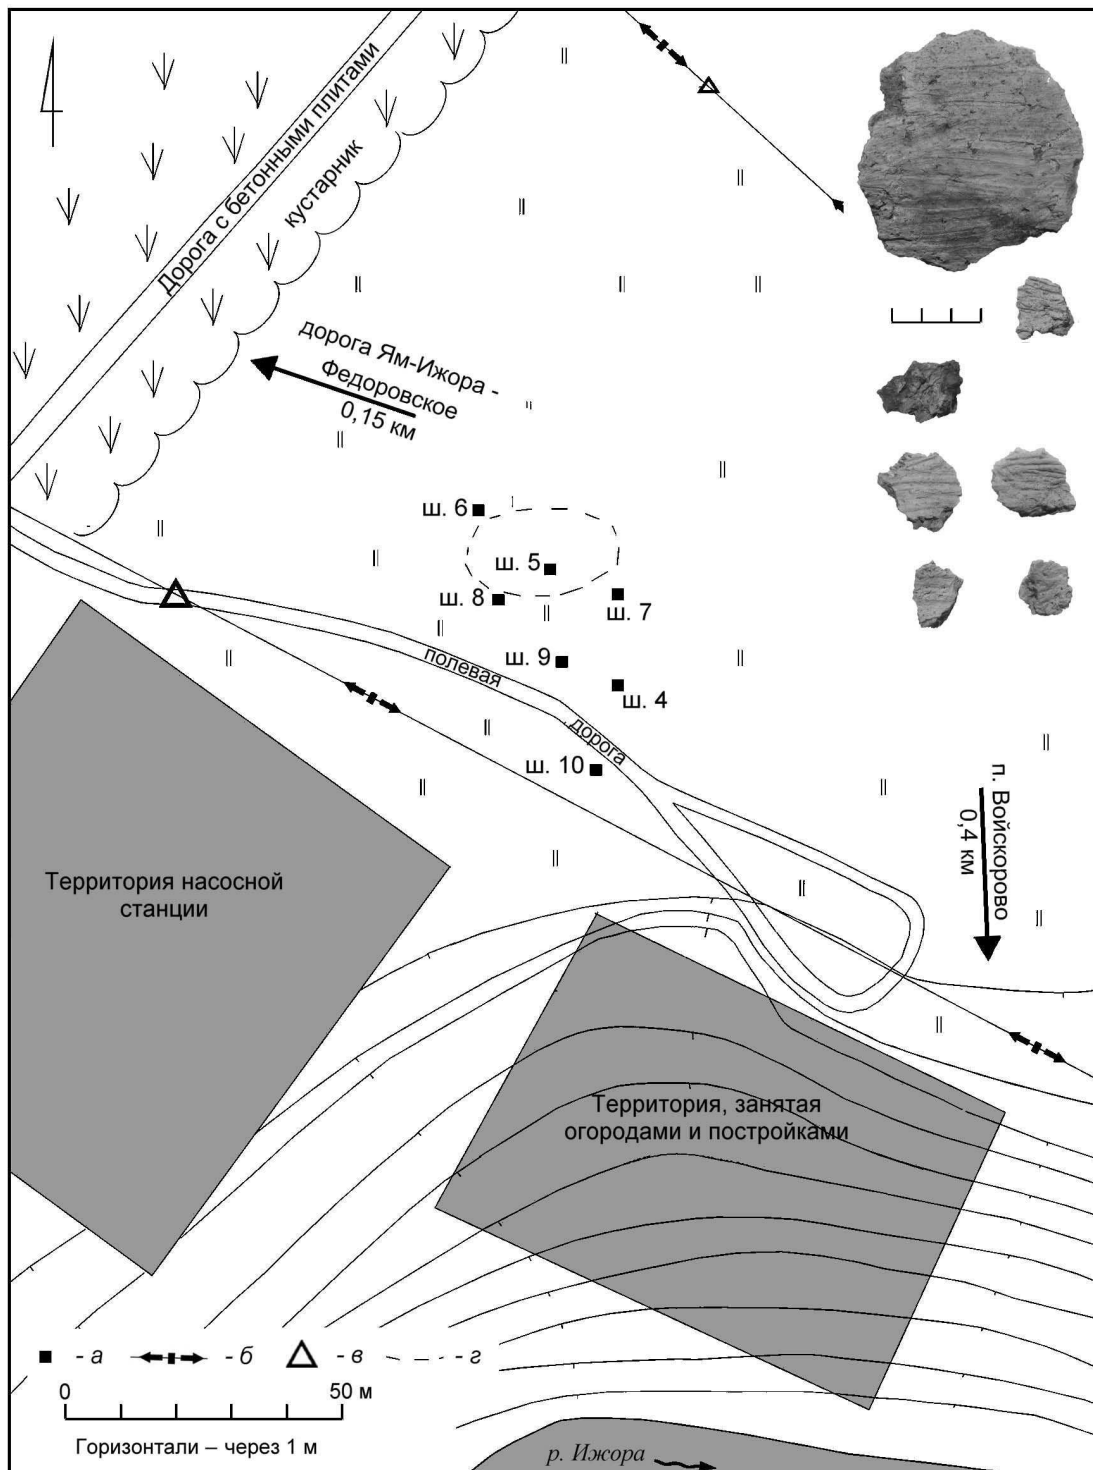 Дорога с бетонными плитами
кустарник
дорога Ям-Ижора -
Федоровское
0,15 км
ш. 6
ш. 5
ш. 8
ш. 7
ш. 9
ш. 4
полевая
дорога
ш. 10
п. Войскорово
0,4 км
Территория насосной
станции
Территория, занятая
огородами и постройками
- а
- б
- в
- г
0
50 м
Горизонтали – через 1 м
р. Ижора